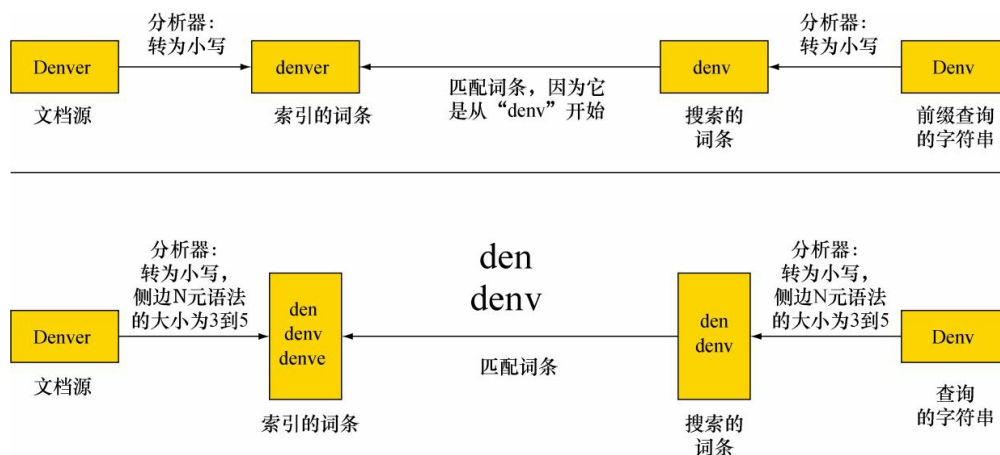 分析器：
转为小写
Denver
文档源
denver
索引的词条
匹配词条，因为它
是从“denv”开始
denv
搜索的
词条
分析器：
转为小写
Denv
前缀查询
的字符串
分析器：
转为小写，
侧边N元语法
的大小为3到5
Denver
文档源
den
denv
denve
索引的词条
den
denv
匹配词条
den
denv
搜索的
词条
分析器：
转为小写，
侧边N元语法
的大小为3到5
Denv
查询
的字符串